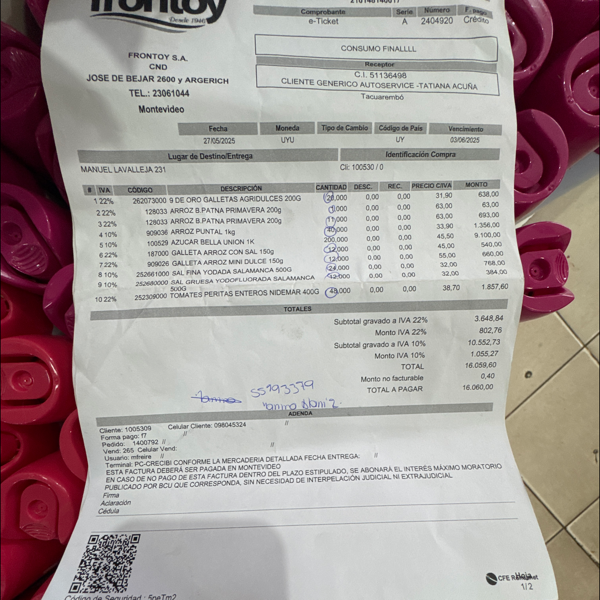 frontoy
Desde 1946
Comprobante Serie Número
e-Ticket A 2404920 Crédito
CONSUMO FINALLLL
Receptor
C.I. 51136498
CLIENTE GENERICO AUTOSERVICE -TATIANA ACUÑA
Tacuarembó
FRONTOY S.A.
CND
JOSE DE BEJAR 2600 y ARGERICH
TEL.: 23061044
Montevideo
Fecha Moneda Tipo de Cambio Código de Pais Vencimiento
27/05/2025 UYU UY 03/06/2025
Lugar de Destino/Entrega Identificación Compra
MANUEL LAVALLEJA 231 Cli: 100530 / 0
# IVA CÓDIGO DESCRIPCIÓN CANTIDAD DESC. REC. PRECIO C/IVA MONTO
1 22% 262073000 9 DE ORO GALLETAS AGRIDULCES 200G 20,000 0,00 0,00 31,90 638,00
2 22% 128033 ARROZ B.PATNA PRIMAVERA 200g 1,000 0,00 0,00 63,00 63,00
3 22% 128033 ARROZ B.PATNA PRIMAVERA 200g 11,000 0,00 0,00 63,00 693,00
4 10% 909036 ARROZ PUNTAL 1kg 40,000 0,00 0,00 33,90 1.356,00
5 10% 100529 AZUCAR BELLA UNION 1K 200,000 0,00 0,00 45,50 9.100,00
6 22% 187000 GALLETA ARROZ CON SAL 150g 12,000 0,00 0,00 45,00 540,00
7 22% 909026 GALLETA ARROZ MINI DULCE 150g 12,000 0,00 0,00 55,00 660,00
8 10% 252661000 SAL FINA YODADA SALAMANCA 500G 24,000 0,00 0,00 32,00 768,00
9 10% 252680000 SAL GRUESA YODOFLUORADA SALAMANCA 12,000 0,00 0,00 32,00 384,00
500G
10 22% 252309000 TOMATES PERITAS ENTEROS NIDEMAR 400G 48,000 0,00 0,00 38,70 1.857,60
TOTALES
Subtotal gravado a IVA 22% 3.648,84
Monto IVA 22% 802,76
Subtotal gravado a IVA 10% 10.552,73
Monto IVA 10% 1.055,27
TOTAL 16.059,60
Monto no facturable 0,40
TOTAL A PAGAR 16.060,00
55293379
ADENDA
Cliente: 1005309 Celular Cliente: 098045324 //
Forma pago: f7 //
Pedido: 1400792 //
Vend: 265 Celular Vend: //
Usuario: mfreire //
Terminal: PC-CRECIBI CONFORME LA MERCADERIA DETALLADA FECHA ENTREGA: //
ESTA FACTURA DEBERÁ SER PAGADA EN MONTEVIDEO
EN CASO DE NO PAGO DE ESTA FACTURA DENTRO DEL PLAZO ESTIPULADO, SE ABONARÁ EL INTERÉS MÁXIMO MORATORIO
PUBLICADO POR BCU QUE CORRESPONDA, SIN NECESIDAD DE INTERPELACIÓN JUDICIAL NI EXTRAJUDICIAL
Firma
Aclaración
Cédula
Código de Seguridad : 5peTm2
CFE
Hoja
1/2